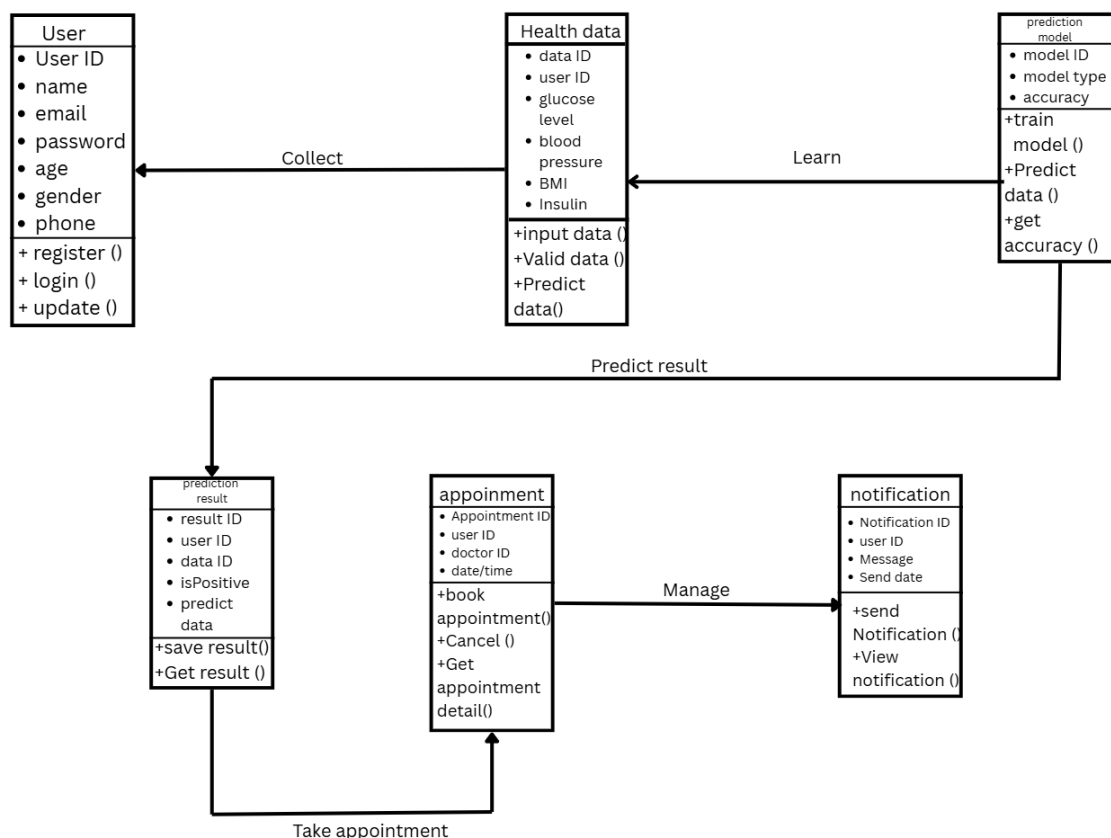 User
• User ID
• name
• email
• password
• age
• gender
• phone
+ register ()
+ login ()
+ update ()
Collect
Health data
• data ID
• user ID
• glucose
level
• blood
pressure
• BMI
• Insulin
+input data ()
+Valid data ()
+Predict
data()
Learn
prediction
model
• model ID
• model type
• accuracy
+train
model ()
+Predict
data ()
+get
accuracy ()
Predict result
prediction
result
• result ID
• user ID
• data ID
• isPositive
• predict
data
+save result()
+Get result ()
Take appointment
appoinment
• Appointment ID
• user ID
• doctor ID
• date/time
+book
appointment()
+Cancel ()
+Get
appointment
detail()
Manage
notification
• Notification ID
• user ID
• Message
• Send date
+send
Notification ()
+View
notification ()